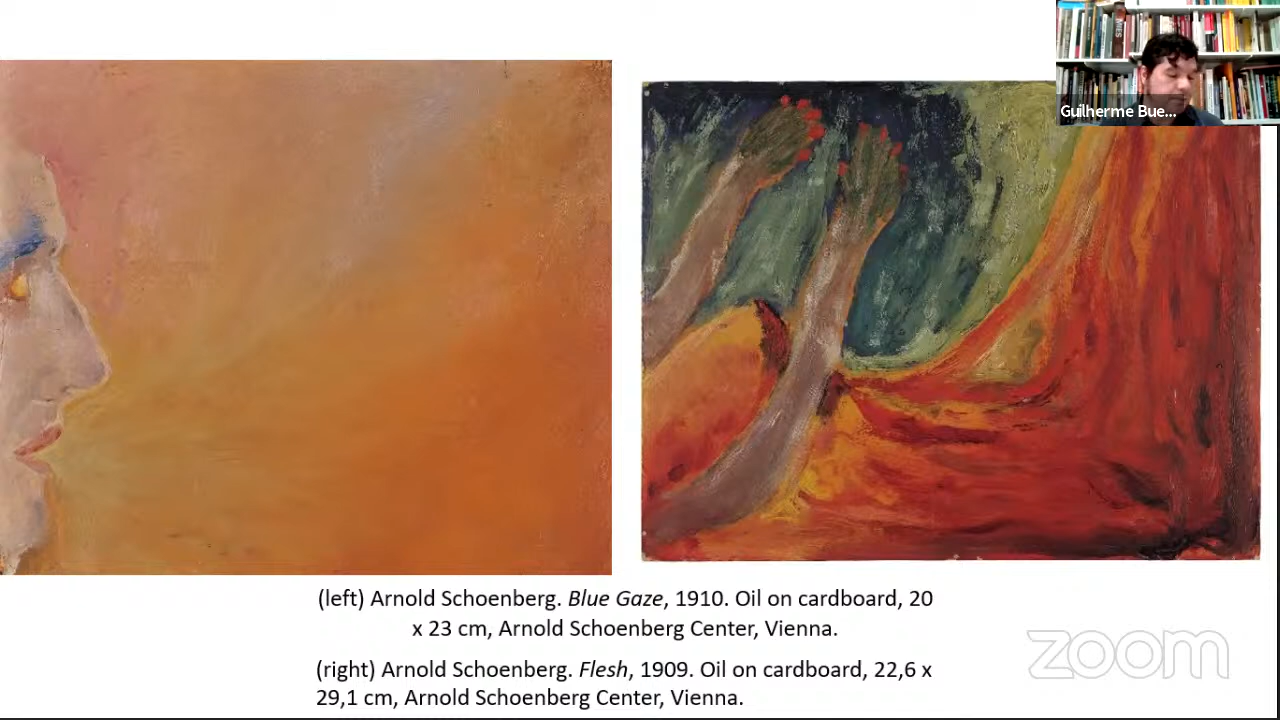 Guilherme Bue...
(left) Arnold Schoenberg. Blue Gaze, 1910. Oil on cardboard, 20
x 23 cm, Arnold Schoenberg Center, Vienna.
(right) Arnold Schoenberg. Flesh, 1909. Oil on cardboard, 22,6 x
29,1 cm, Arnold Schoenberg Center, Vienna.
zoom